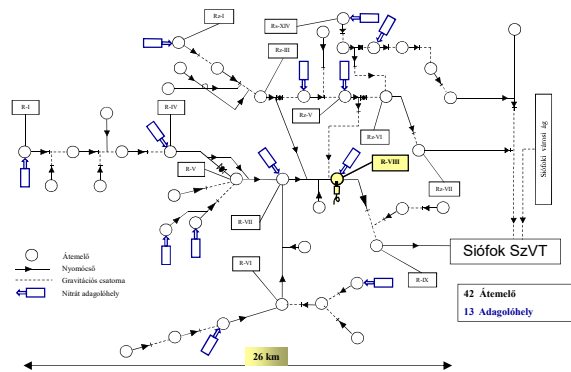 Rz-I
Rz-XIV
Rz-III
R-I
R-IV
Rz-V
Rz-VI
R-V
R-VIII
Rz-VII
R-VII
R-VI
R-IX
Siófoki városi ág
Siófok SzVT
Átemelő
Nyomócső
Gravitációs csatorna
Nitrát adagolóhely
42 Átemelő
13 Adagolóhely
26 km